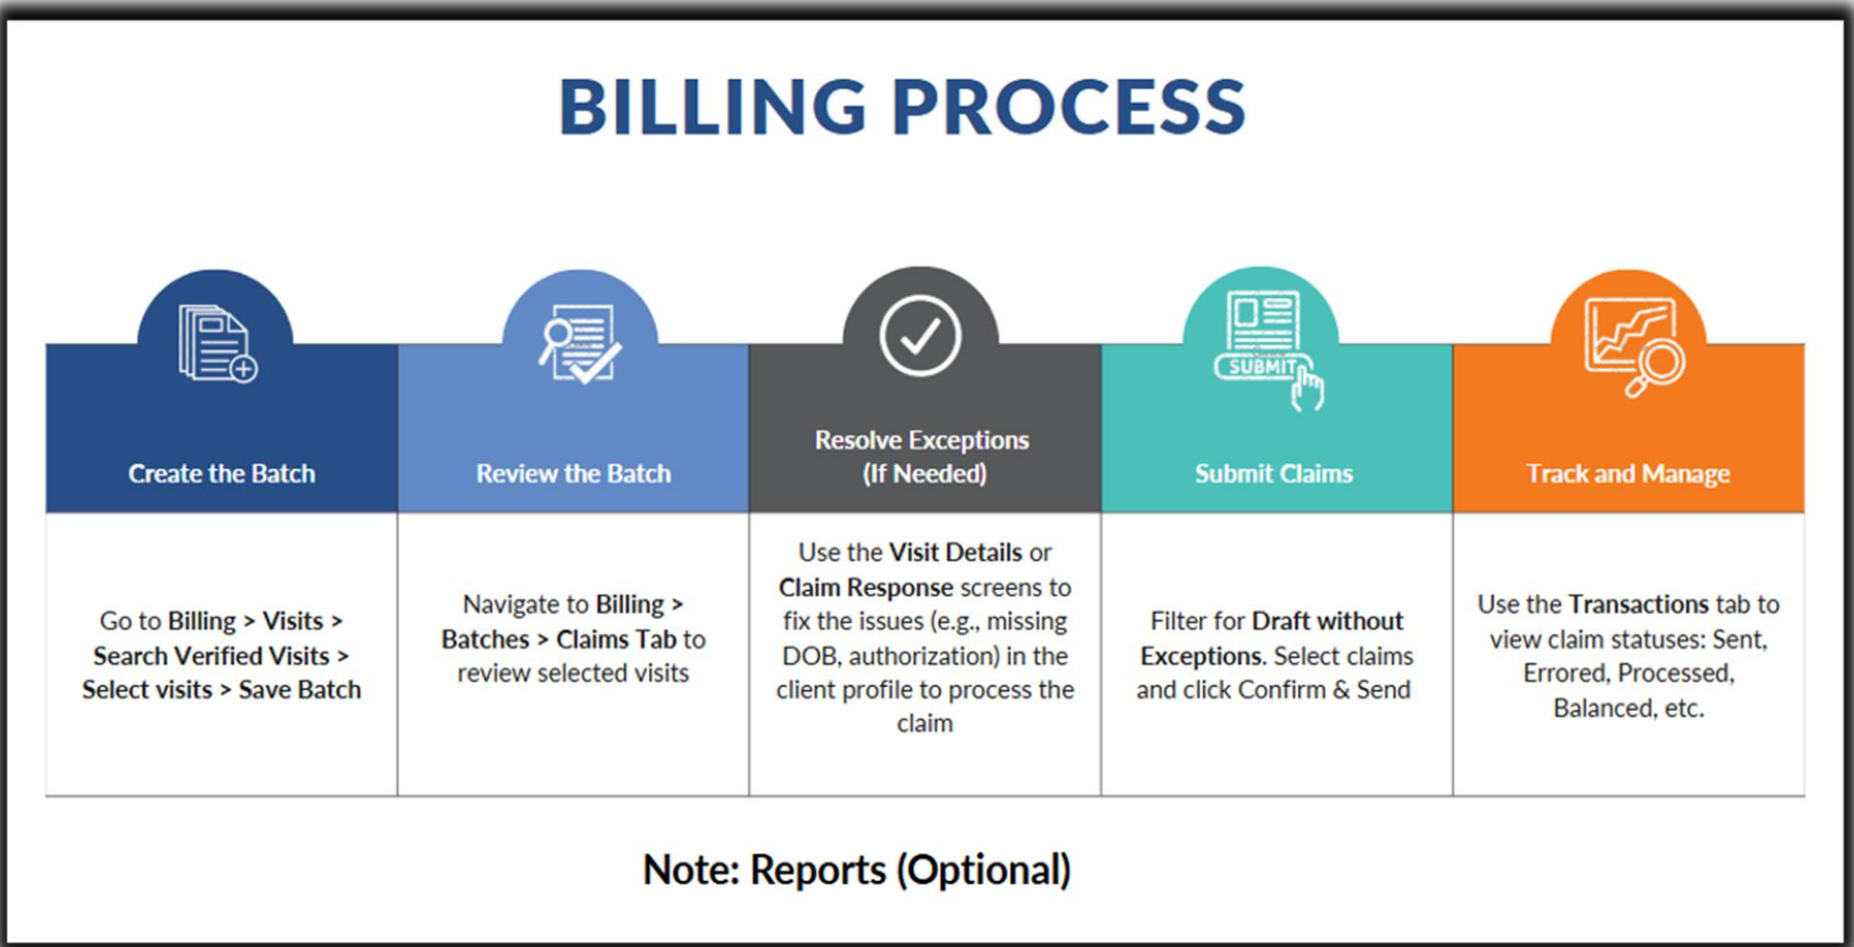 BILLING PROCESS
Create the Batch
Go to Billing > Visits >
Search Verified Visits >
Select visits > Save Batch
Review the Batch
Navigate to Billing >
Batches > Claims Tab to
review selected visits
Resolve Exceptions
(If Needed)
Use the Visit Details or
Claim Response screens to
fix the issues (e.g., missing
DOB, authorization) in the
client profile to process the
claim
SUBMIT
Submit Claims
Filter for Draft without
Exceptions. Select claims
and click Confirm & Send
Track and Manage
Use the Transactions tab to
view claim statuses: Sent,
Errored, Processed,
Balanced, etc.
Note: Reports (Optional)